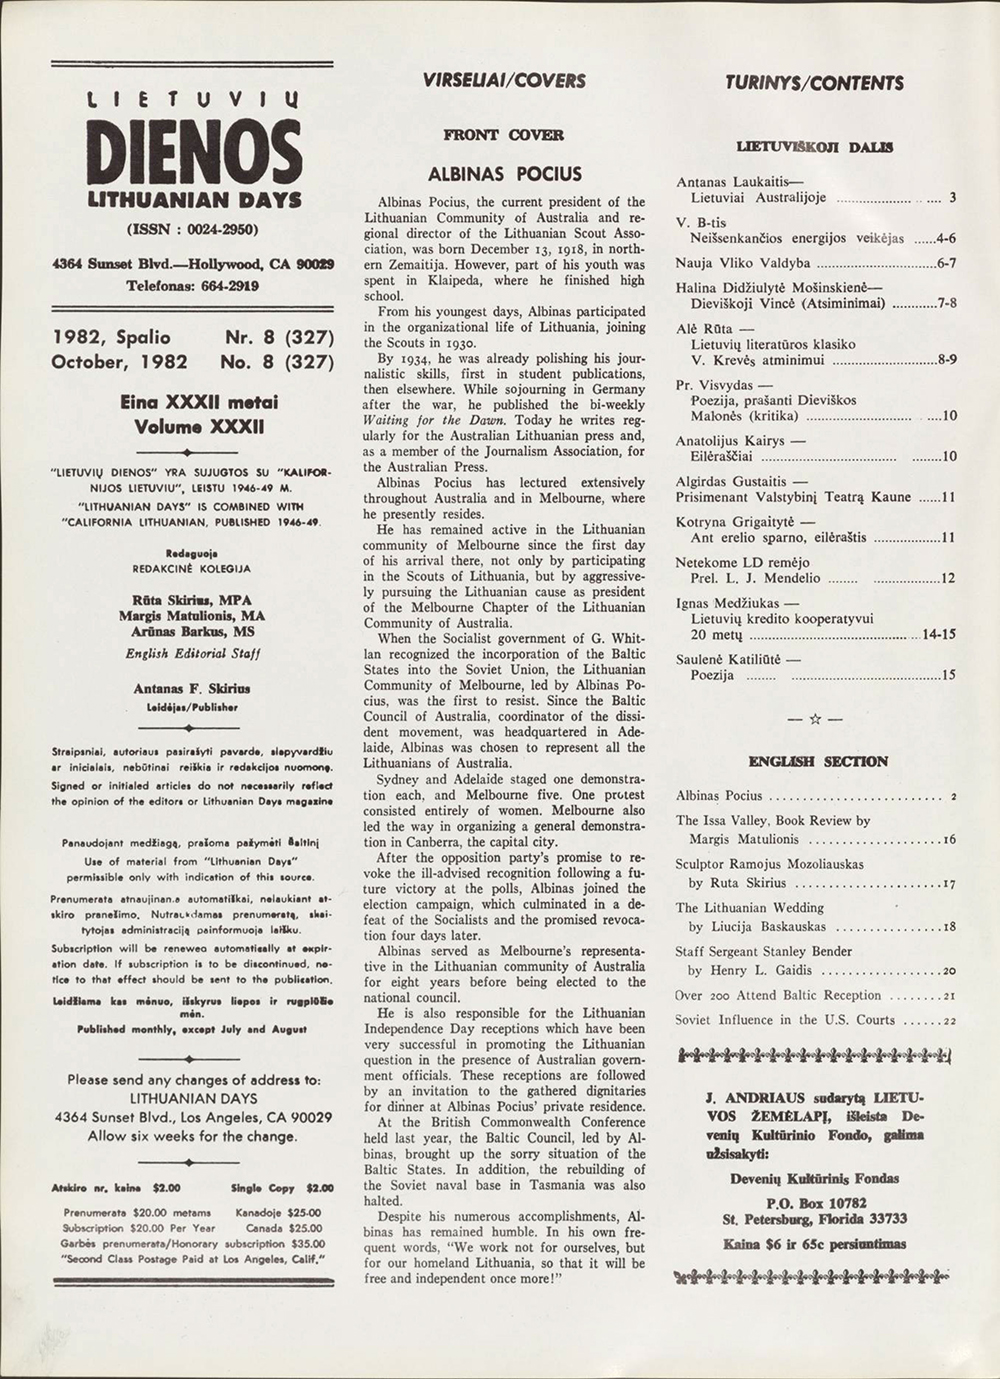 LIETUVIŲ
DIENOS
LITHUANIAN DAYS
(ISSN : 0024-2950)
4364 Sunset Blvd.—Hollywood, CA 90029
Telefonas: 664-2919
1982, Spalio Nr. 8 (327)
October, 1982 No. 8 (327)
Eina XXXII metai
Volume XXXII
"LIETUVIŲ DIENOS" YRA SUJUGTOS SU "KALIFOR-
NIJOS LIETUVIU", LEISTU 1946-49 M.
"LITHUANIAN DAYS" IS COMBINED WITH
"CALIFORNIA LITHUANIAN, PUBLISHED 1946-49.
Redaguoja
REDAKCINĖ KOLEGIJA
Rūta Skirius, MPA
Margis Matulionis, MA
Arūnas Barkus, MS
English Editorial Staff
Antanas F. Skirius
Leidėjas/Publisher
Straipsniai, autoriaus pasirašyti pavarde, slapyvardžiu
ar inicialais, nebūtinai reiškia ir redakcijos nuomonę.
Signed or initialed articles do not necessarily reflect
the opinion of the editors or Lithuanian Days magazine
Panaudojant medžiagą, prašoma pažymėti šaltinį
Use of material from "Lithuanian Days"
permissible only with indication of this source.
Prenumerata atnaujinan.a automatiškai, nelaukiant at-
skiro pranešimo. Nutraukdamas prenumeratą, skai-
tytojas administraciją painformuoja laišku.
Subscription will be renewed automatically at expir-
ation date. If subscription is to be discontinued, no-
tice to that effect should be sent to the publication.
Leidžiama kas mėnuo, išskyrus liepos ir rugpiūčio
mėn.
Published monthly, except July and August
Please send any changes of address to:
LITHUANIAN DAYS
4364 Sunset Blvd., Los Angeles, CA 90029
Allow six weeks for the change.
Atskiro nr. kaina $2.00 Single Copy $2.00
Prenumerata $20.00 metams Kanadoje $25.00
Subscription $20.00 Per Year Canada $25.00
Garbės prenumerata/Honorary subscription $35.00
"Second Class Postage Paid at Los Angeles, Calif."
VIRSELIAI/COVERS
FRONT COVER
ALBINAS POCIUS
Albinas Pocius, the current president of the
Lithuanian Community of Australia and re-
gional director of the Lithuanian Scout Asso-
ciation, was born December 13, 1918, in north-
ern Zemaitija. However, part of his youth was
spent in Klaipeda, where he finished high
school.
From his youngest days, Albinas participated
in the organizational life of Lithuania, joining
the Scouts in 1930.
By 1934, he was already polishing his jour-
nalistic skills, first in student publications,
then elsewhere. While sojourning in Germany
after the war, he published the bi-weekly
Waiting for the Dawn. Today he writes reg-
ularly for the Australian Lithuanian press and,
as a member of the Journalism Association, for
the Australian Press.
Albinas Pocius has lectured extensively
throughout Australia and in Melbourne, where
he presently resides.
He has remained active in the Lithuanian
community of Melbourne since the first day
of his arrival there, not only by participating
in the Scouts of Lithuania, but by aggressive-
ly pursuing the Lithuanian cause as president
of the Melbourne Chapter of the Lithuanian
Community of Australia.
When the Socialist government of G. Whit-
lan recognized the incorporation of the Baltic
States into the Soviet Union, the Lithuanian
Community of Melbourne, led by Albinas Po-
cius, was the first to resist. Since the Baltic
Council of Australia, coordinator of the dissi-
dent movement, was headquartered in Ade-
laide, Albinas was chosen to represent all the
Lithuanians of Australia.
Sydney and Adelaide staged one demonstra-
tion each, and Melbourne five. One protest
consisted entirely of women. Melbourne also
led the way in organizing a general demonstra-
tion in Canberra, the capital city.
After the opposition party's promise to re-
voke the ill-advised recognition following a fu-
ture victory at the polls, Albinas joined the
election campaign, which culminated in a de-
feat of the Socialists and the promised revoca-
tion four days later.
Albinas served as Melbourne's representa-
tive in the Lithuanian community of Australia
for eight years before being elected to the
national council.
He is also responsible for the Lithuanian
Independence Day receptions which have been
very successful in promoting the Lithuanian
question in the presence of Australian govern-
ment officials. These receptions are followed
by an invitation to the gathered dignitaries
for dinner at Albinas Pocius' private residence.
At the British Commonwealth Conference
held last year, the Baltic Council, led by Al-
binas, brought up the sorry situation of the
Baltic States. In addition, the rebuilding of
the Soviet naval base in Tasmania was also
halted.
Despite his numerous accomplishments, Al-
binas has remained humble. In his own fre-
quent words, "We work not for ourselves, but
for our homeland Lithuania, so that it will be
free and independent once more!"
TURINYS/CONTENTS
LIETUVIŠKOJI DALIS
Antanas Laukaitis—
Lietuviai Australijoje .................... 3
V. B-tis
Neišsenkančios energijos veikėjas ......4-6
Nauja Vliko Valdyba ............................6-7
Halina Didžiulytė Mošinskienė—
Dieviškoji Vincė (Atsiminimai) ...........7-8
Alė Rūta —
Lietuvių literatūros klasiko
V. Krevės atminimui ........................8-9
Pr. Visvydas —
Poezija, prašanti Dieviškos
Malonės (kritika) ........................ ....10
Anatolijus Kairys —
Eilėraščiai ..................................... ........10
Algirdas Gustaitis —
Prisimenant Valstybinį Teatrą Kaune ......11
Kotryna Grigaitytė —
Ant erelio sparno, eilėraštis .................11
Netekome LD remėjo
Prel. L. J. Mendelio ........ .................12
Ignas Medžiukas —
Lietuvių kredito kooperatyvui
20 metų ........................................ 14-15
Saulenė Katiliūtė —
Poezija ........ ...................................15
— ☆ —
ENGLISH SECTION
Albinas Pocius .......................... 2
The Issa Valley, Book Review by
Margis Matulionis .....................16
Sculptor Ramojus Mozoliauskas
by Ruta Skirius .......................17
The Lithuanian Wedding
by Liucija Baskauskas ................18
Staff Sergeant Stanley Bender
by Henry L. Gaidis ...................20
Over 200 Attend Baltic Reception ........21
Soviet Influence in the U.S. Courts ......22
J. ANDRIAUS sudarytą LIETU-
VOS ŽEMĖLAPĮ, išleista De-
venių Kultūrinio Fondo, galima
užsisakyti:
Devenių Kultūrinis Fondas
P.O. Box 10782
St. Petersburg, Florida 33733
Kaina $6 ir 65c persiuntimas